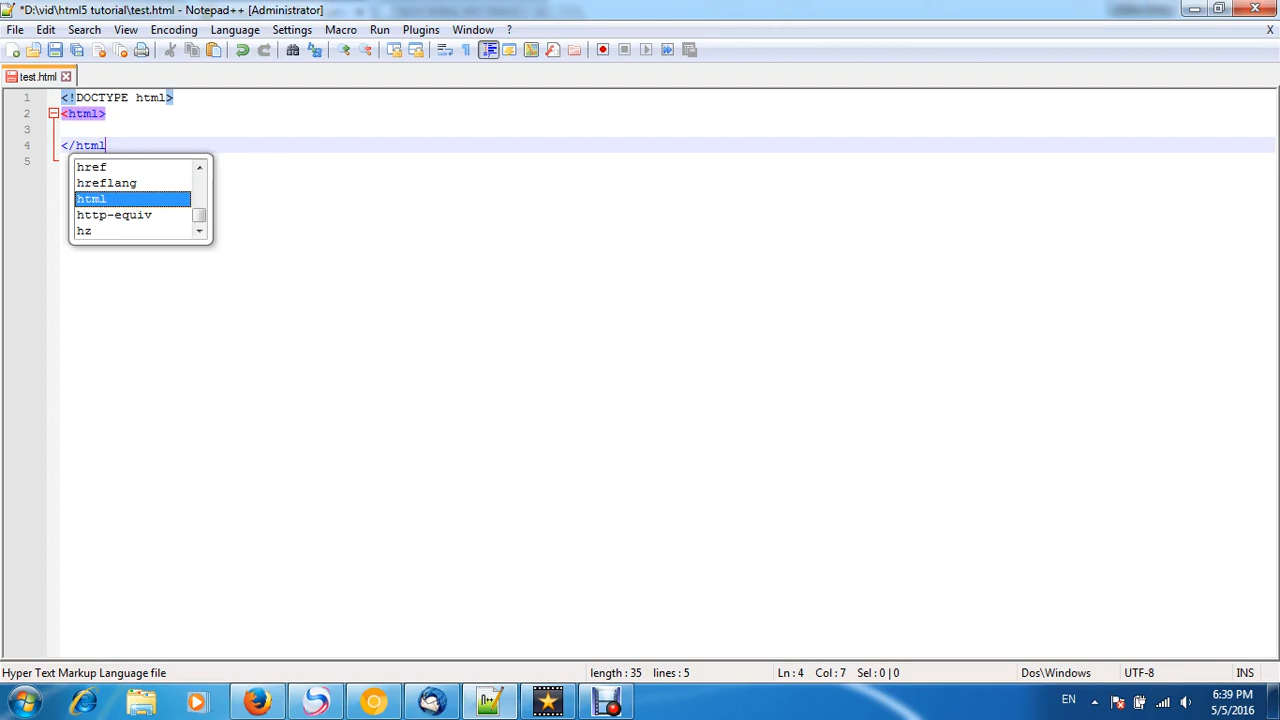 *D:\vid\html5 tutorial\test.html - Notepad++ [Administrator]
File Edit Search View Encoding Language Settings Macro Run Plugins Window ? X
test.html
1 <!DOCTYPE html>
2 <html>
3
4 </html
5
href
hreflang
html
http-equiv
hz
Hyper Text Markup Language file length : 35 lines : 5 Ln : 4 Col : 7 Sel : 0 | 0 Dos\Windows UTF-8 INS
EN 6:39 PM
5/5/2016